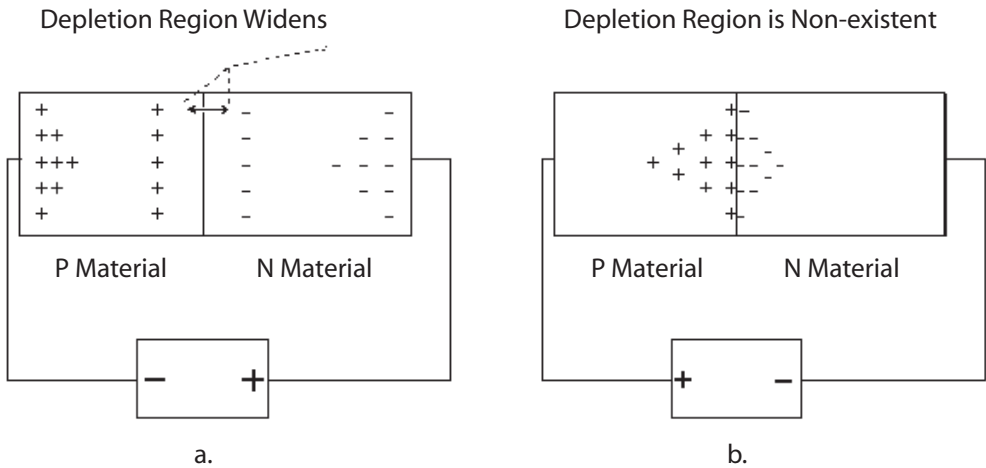 Depletion Region Widens
Depletion Region is Non-existent
+ + - -
++ + - - -
+++ + - - - -
++ + - - -
+ + - -
+ -
+ + - -
+ + -
+ + + - - -
+ + + -
+ -
P Material N Material
P Material N Material
- +
+ -
a.
b.